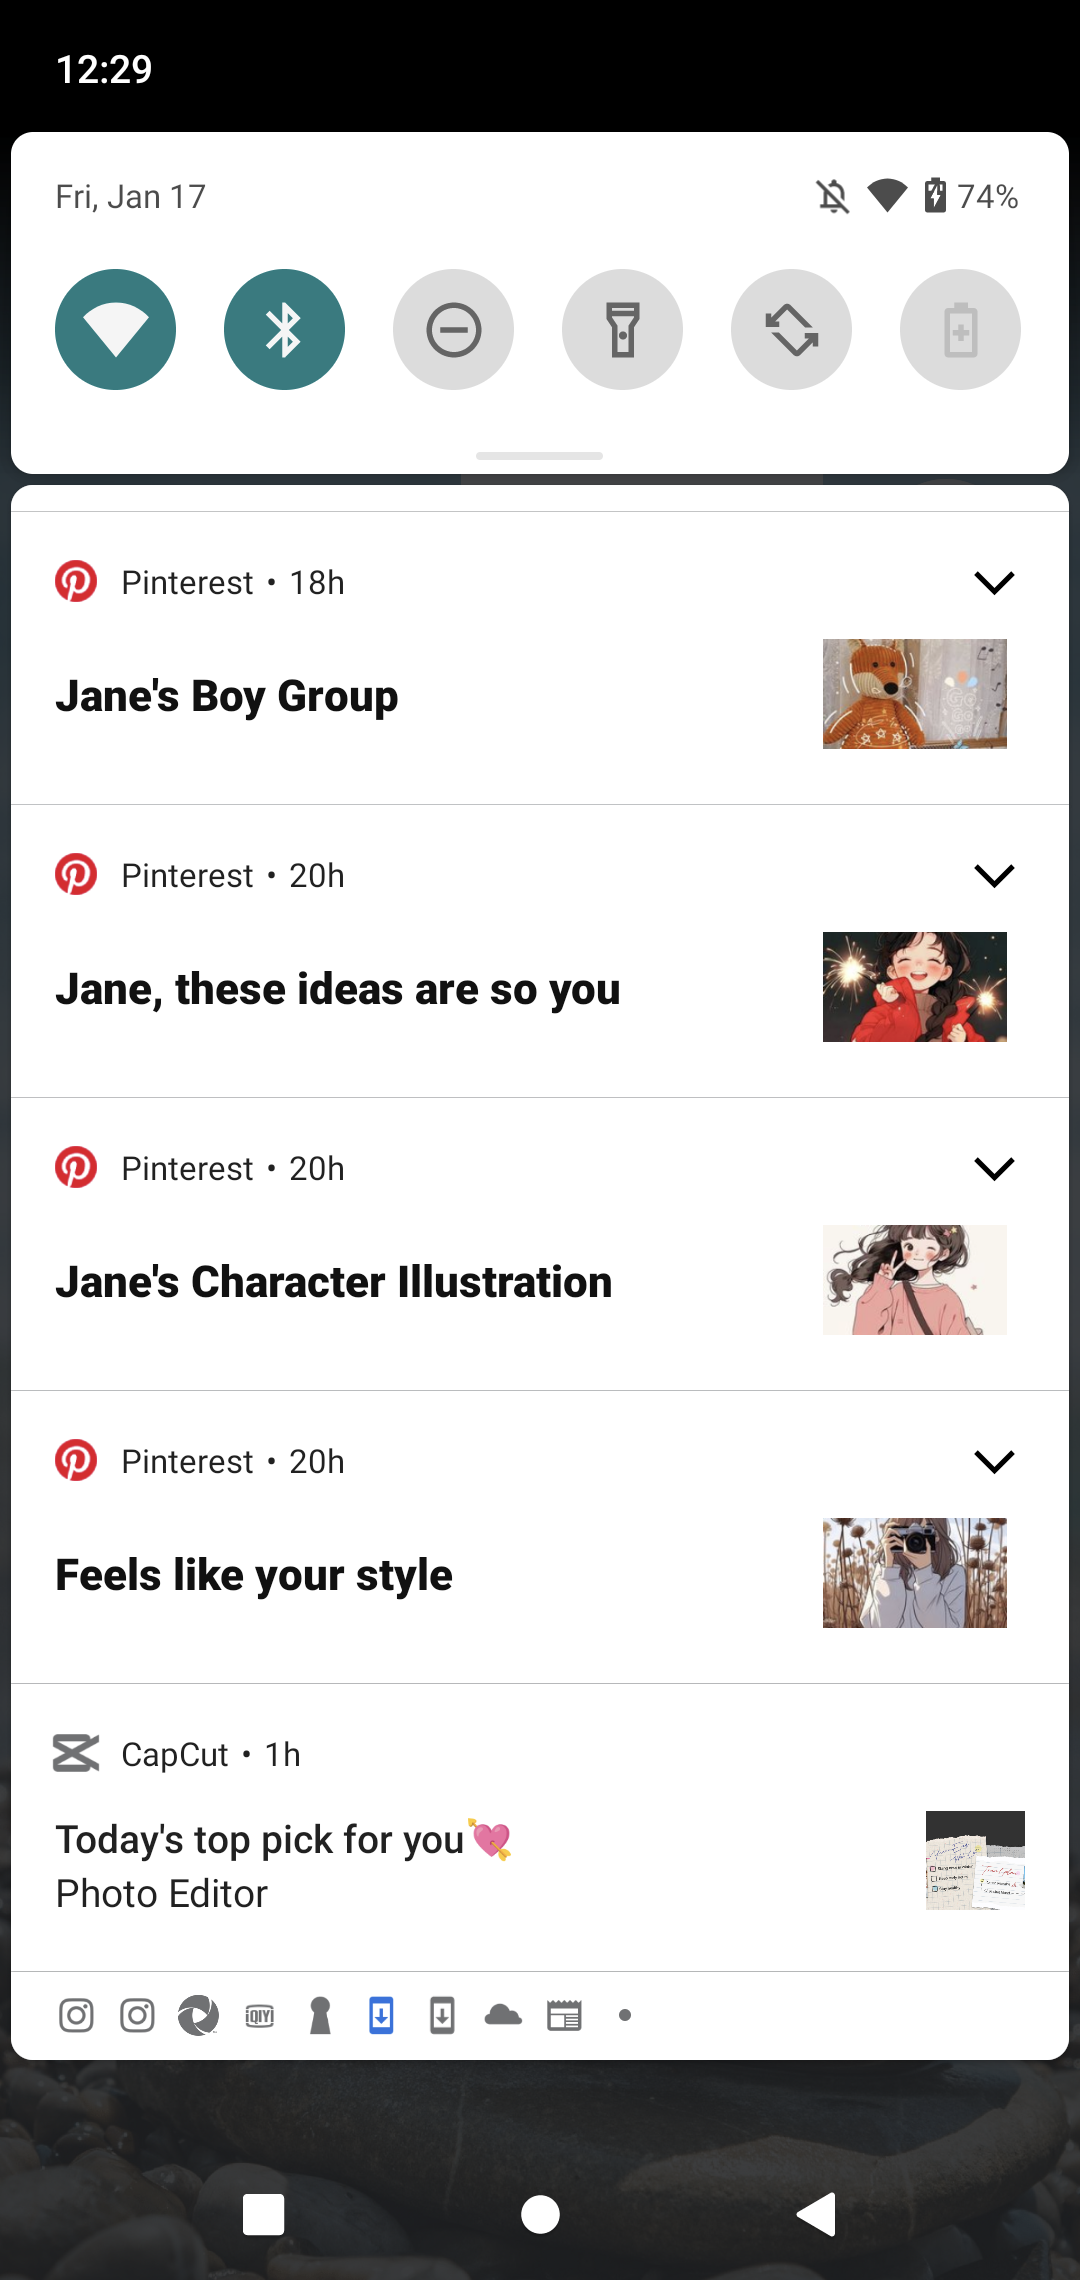 12:29
Fri, Jan 17
74%
Pinterest • 18h
Jane's Boy Group
Pinterest • 20h
Jane, these ideas are so you
Pinterest • 20h
Jane's Character Illustration
Pinterest • 20h
Feels like your style
CapCut • 1h
Today's top pick for you💘
Photo Editor
iQIYI